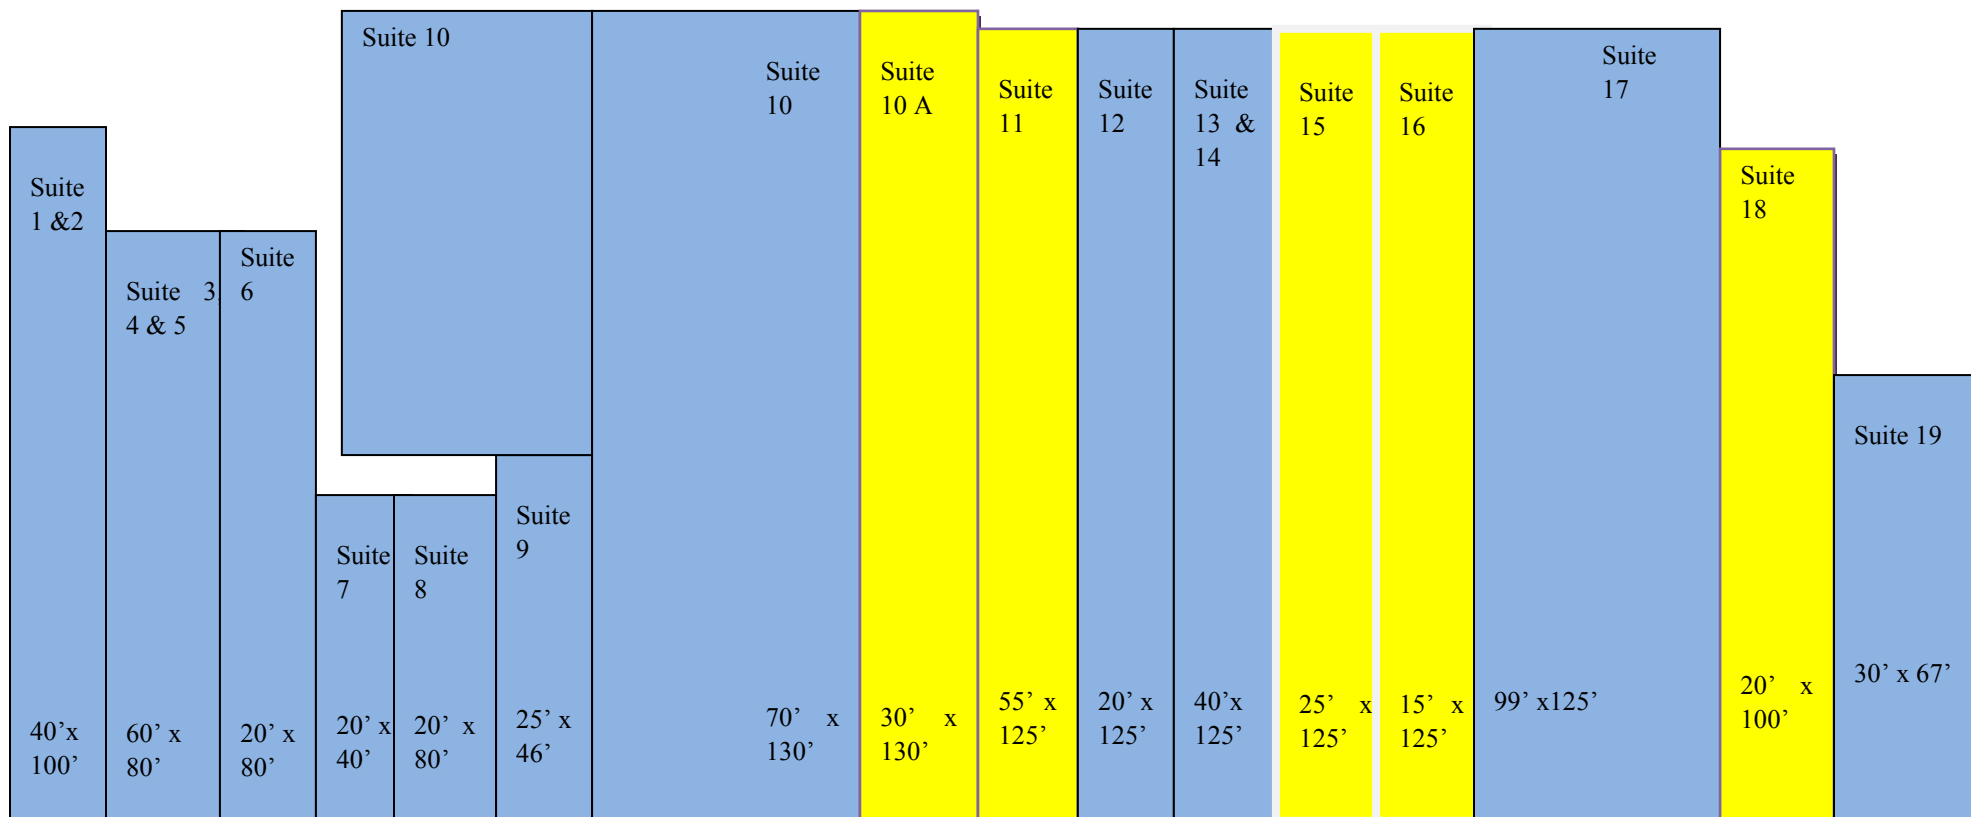 Suite
1 &2
40’x
100’
Suite 3,
4 & 5
60’ x
80’
Suite
6
20’ x
80’
Suite
7
20’ x
40’
Suite
8
20’ x
80’
Suite
9
25’ x
46’
Suite 10
Suite
10
70’ x
130’
Suite
10 A
30’ x
130’
Suite
11
55’ x
125’
Suite
12
20’ x
125’
Suite
13 &
14
40’x
125’
Suite
15
25’ x
125’
Suite
16
15’ x
125’
Suite
17
99’ x125’
Suite
18
20’ x
100’
Suite 19
30’ x 67’